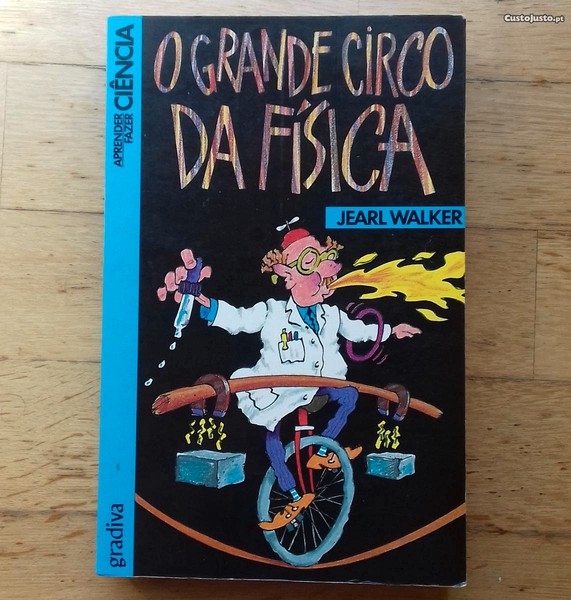 CustoJusto.pt
O GRANDE CIRCO
DA FÍSICA
JEARL WALKER
APRENDER
FAZER CIÊNCIA
gradiva